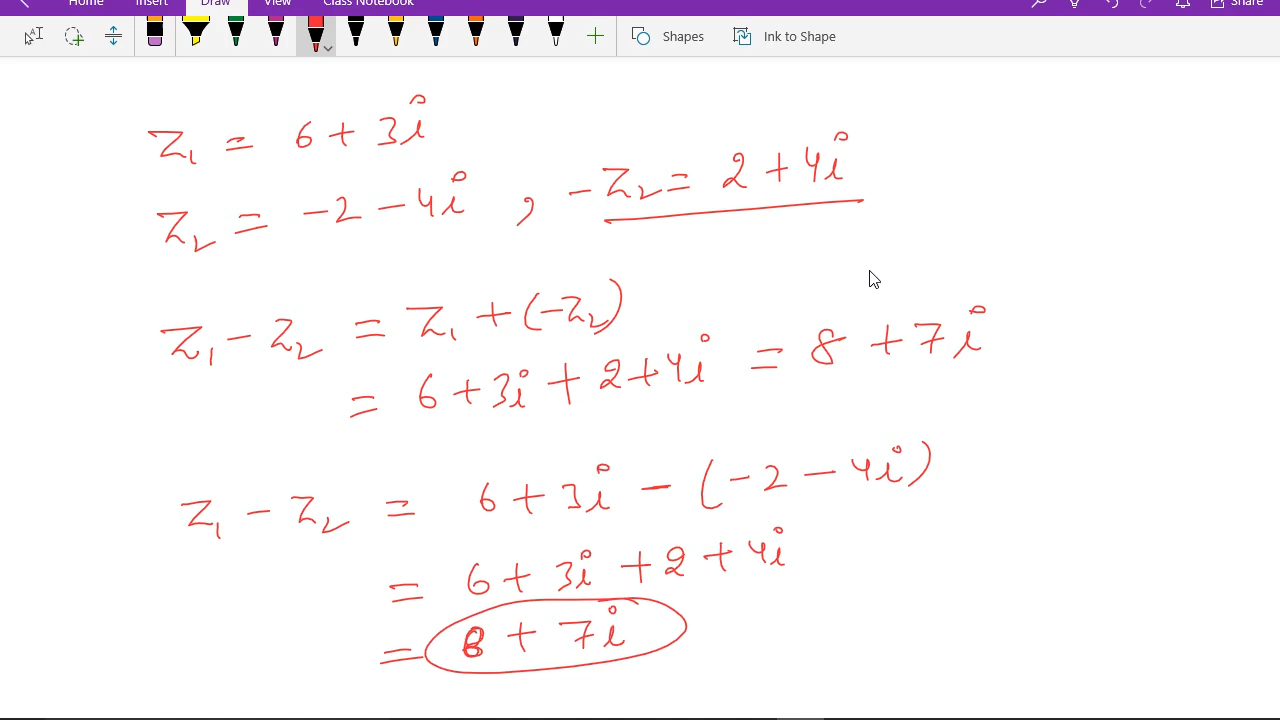 Home Insert Draw View Class Notebook Share
Shapes Ink to Shape
z₁ = 6 + 3i
z₂ = -2 - 4i , -z₂ = 2 + 4i
z₁ - z₂ = z₁ + (-z₂)
= 6 + 3i + 2 + 4i = 8 + 7i
z₁ - z₂ = 6 + 3i - (-2 - 4i)
= 6 + 3i + 2 + 4i
= 8 + 7i